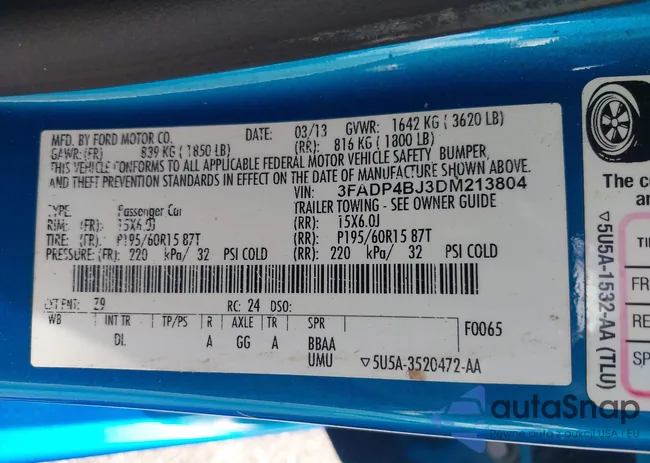 MFD. BY FORD MOTOR CO. DATE: 03/13 GVWR: 1642 KG ( 3620 LB)
GAWR:(FR) 839 KG ( 1850 LB) (RR) 816 KG ( 1800 LB)
THIS VEHICLE CONFORMS TO ALL APPLICABLE FEDERAL MOTOR VEHICLE SAFETY, BUMPER,
AND THEFT PREVENTION STANDARDS IN EFFECT ON THE DATE OF MANUFACTURE SHOWN ABOVE.
VIN: 3FADP4BJ3DM213804
TYPE: Passenger Car TRAILER TOWING - SEE OWNER GUIDE
RIM: (FR): 15X6.0J (RR): 15X6.0J
TIRE: (FR): P195/60R15 87T (RR): P195/60R15 87T
PRESSURE: (FR): 220 kPa/ 32 PSI COLD (RR): 220 kPa/ 32 PSI COLD
EXT PNT: Z9 RC: 24 DSO: F0065
WB INT TR TP/PS R AXLE TR SPR
DL A GG A BBAA
UMU ▽5U5A-3520472-AA
The co
an
TI
FR
RE
SP
▽5U5A-1532-AA (TLU)
autoSnap